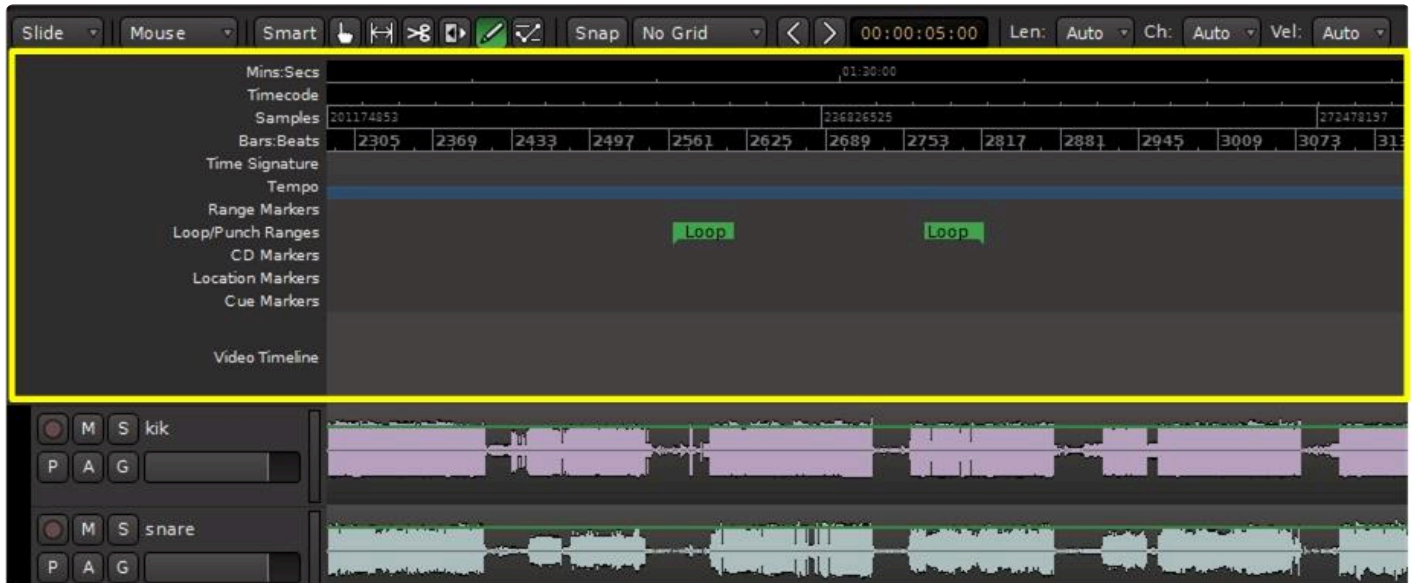 Slide Mouse Smart Snap No Grid 00:00:05:00 Len: Auto Ch: Auto Vel: Auto
Mins:Secs 01:30:00
Timecode
Samples 201174853 236826525 272478197
Bars:Beats 2305 2369 2433 2497 2561 2625 2689 2753 2817 2881 2945 3009 3073 313
Time Signature
Tempo
Range Markers
Loop/Punch Ranges Loop Loop
CD Markers
Location Markers
Cue Markers
Video Timeline
M S kik
P A G
M S snare
P A G